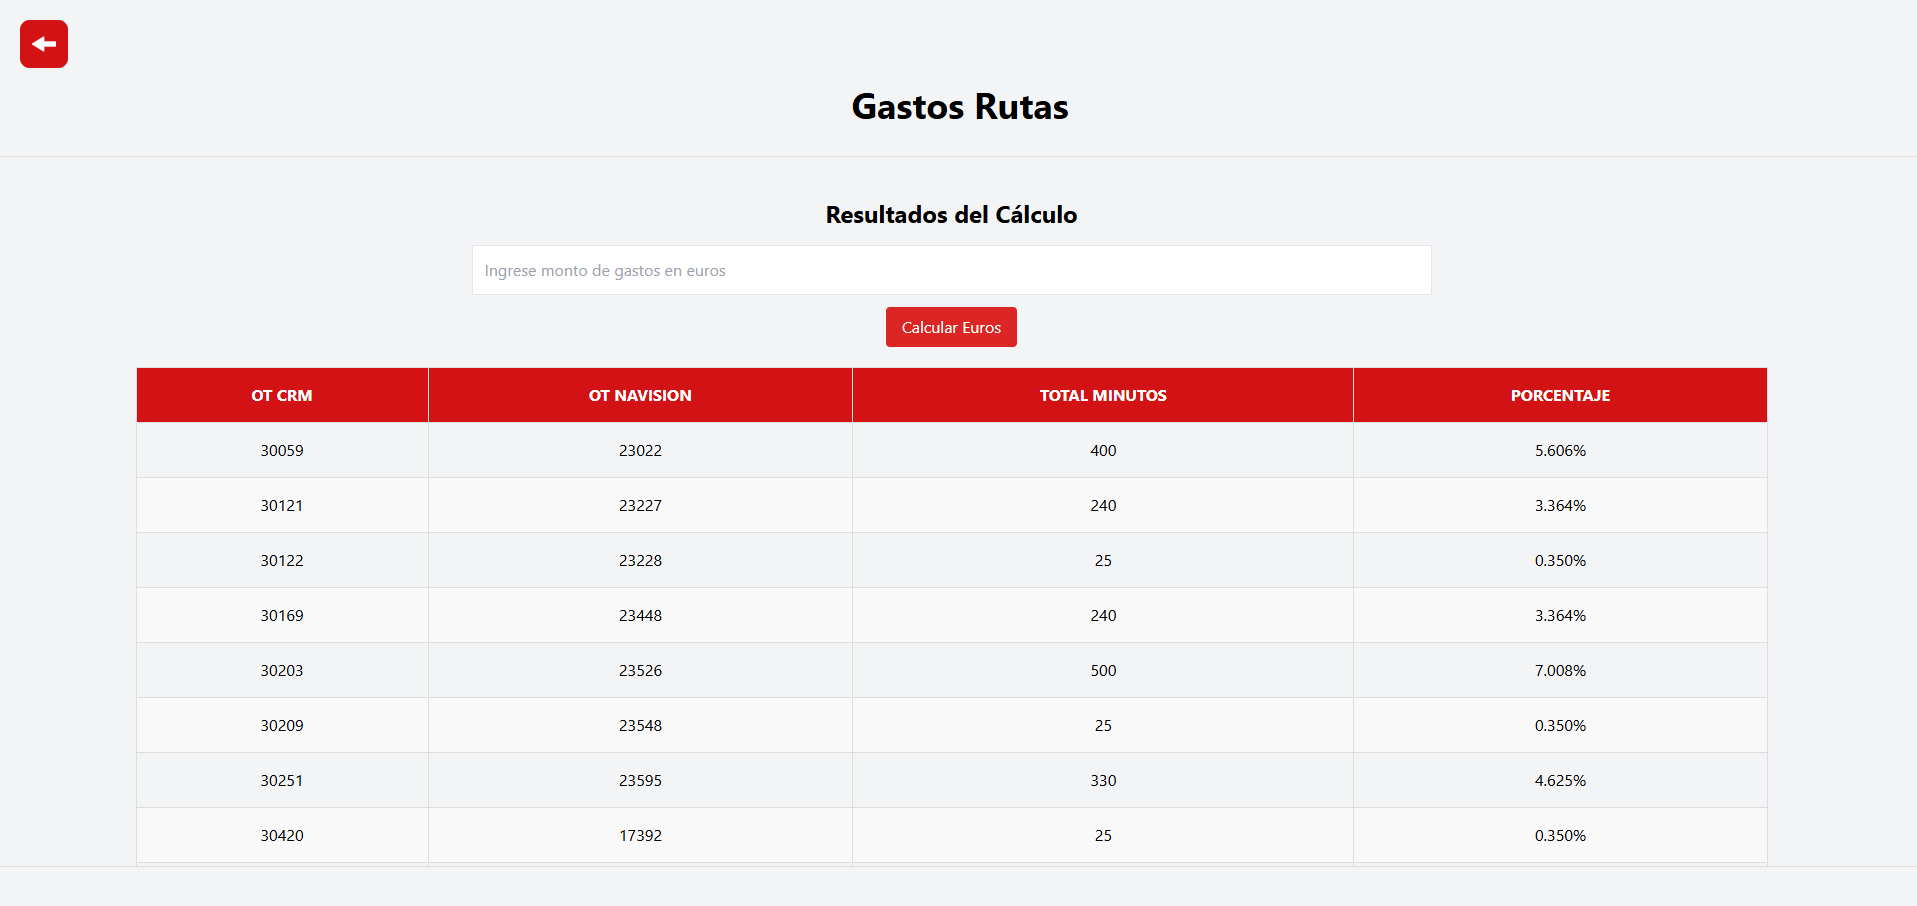 Gastos Rutas
Resultados del Cálculo
Ingrese monto de gastos en euros
Calcular Euros
OT CRM OT NAVISION TOTAL MINUTOS PORCENTAJE
30059 23022 400 5.606%
30121 23227 240 3.364%
30122 23228 25 0.350%
30169 23448 240 3.364%
30203 23526 500 7.008%
30209 23548 25 0.350%
30251 23595 330 4.625%
30420 17392 25 0.350%